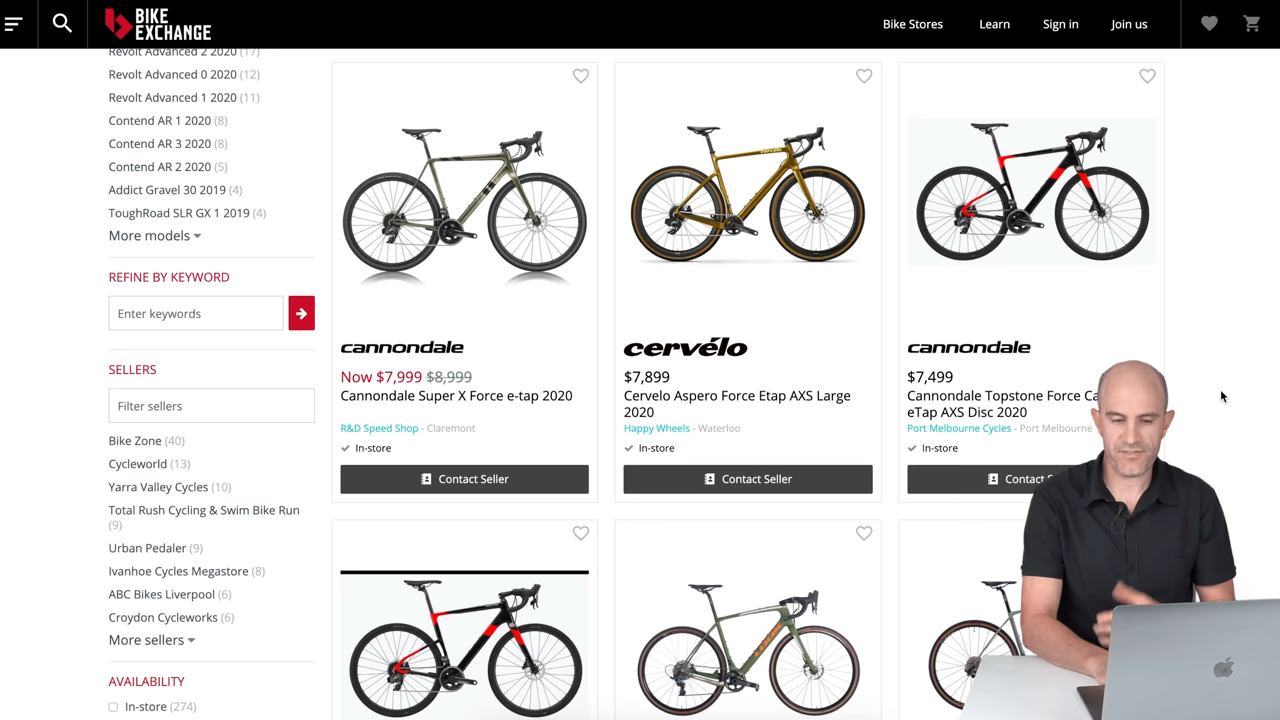 BIKE
EXCHANGE
Bike Stores
Learn
Sign in
Join us
Revolt Advanced 2 2020 (17)
Revolt Advanced 0 2020 (12)
Revolt Advanced 1 2020 (11)
Contend AR 1 2020 (8)
Contend AR 3 2020 (8)
Contend AR 2 2020 (5)
Addict Gravel 30 2019 (4)
ToughRoad SLR GX 1 2019 (4)
More models
REFINE BY KEYWORD
Enter keywords
SELLERS
Filter sellers
Bike Zone (40)
Cycleworld (13)
Yarra Valley Cycles (10)
Total Rush Cycling & Swim Bike Run
(9)
Urban Pedaler (9)
Ivanhoe Cycles Megastore (8)
ABC Bikes Liverpool (6)
Croydon Cycleworks (6)
More sellers
AVAILABILITY
In-store (274)
cannondale
Now $7,999 $8,999
Cannondale Super X Force e-tap 2020
R&D Speed Shop - Claremont
In-store
Contact Seller
cervélo
$7,899
Cervelo Aspero Force Etap AXS Large
2020
Happy Wheels - Waterloo
In-store
Contact Seller
cannondale
$7,499
Cannondale Topstone Force Ca
eTap AXS Disc 2020
Port Melbourne Cycles - Port Melbourne
In-store